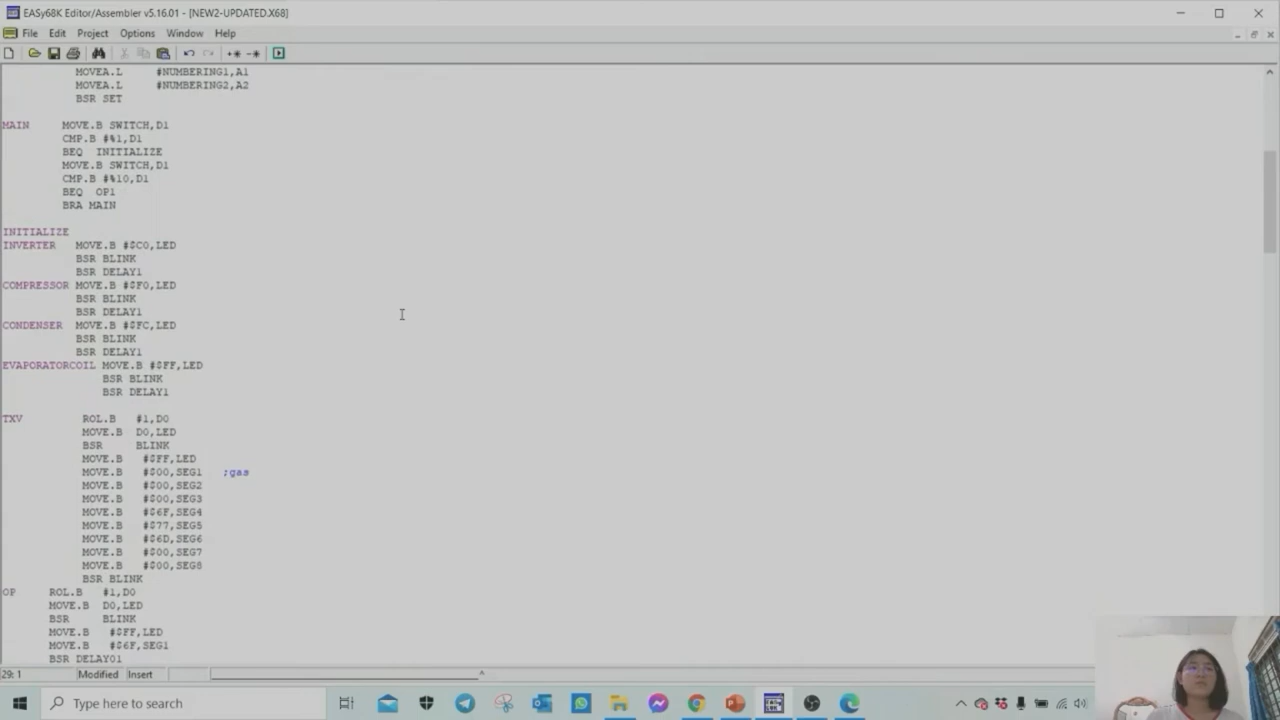 EASy68K Editor/Assembler v5.16.01 - [NEW2-UPDATED.X68]
File Edit Project Options Window Help
MOVEA.L #NUMBERING1,A1
MOVEA.L #NUMBERING2,A2
BSR SET
MAIN MOVE.B SWITCH,D1
CMP.B #%1,D1
BEQ INITIALIZE
MOVE.B SWITCH,D1
CMP.B #%10,D1
BEQ OP1
BRA MAIN
INITIALIZE
INVERTER MOVE.B #$C0,LED
BSR BLINK
BSR DELAY1
COMPRESSOR MOVE.B #$F0,LED
BSR BLINK
BSR DELAY1
CONDENSER MOVE.B #$FC,LED
BSR BLINK
BSR DELAY1
EVAPORATORCOIL MOVE.B #$FF,LED
BSR BLINK
BSR DELAY1
TXV ROL.B #1,D0
MOVE.B D0,LED
BSR BLINK
MOVE.B #$FF,LED
MOVE.B #$00,SEG1 ;gas
MOVE.B #$00,SEG2
MOVE.B #$00,SEG3
MOVE.B #$6F,SEG4
MOVE.B #$77,SEG5
MOVE.B #$6D,SEG6
MOVE.B #$00,SEG7
MOVE.B #$00,SEG8
BSR BLINK
OP ROL.B #1,D0
MOVE.B D0,LED
BSR BLINK
MOVE.B #$FF,LED
MOVE.B #$6F,SEG1
BSR DELAY01
29: 1 Modified Insert
Type here to search